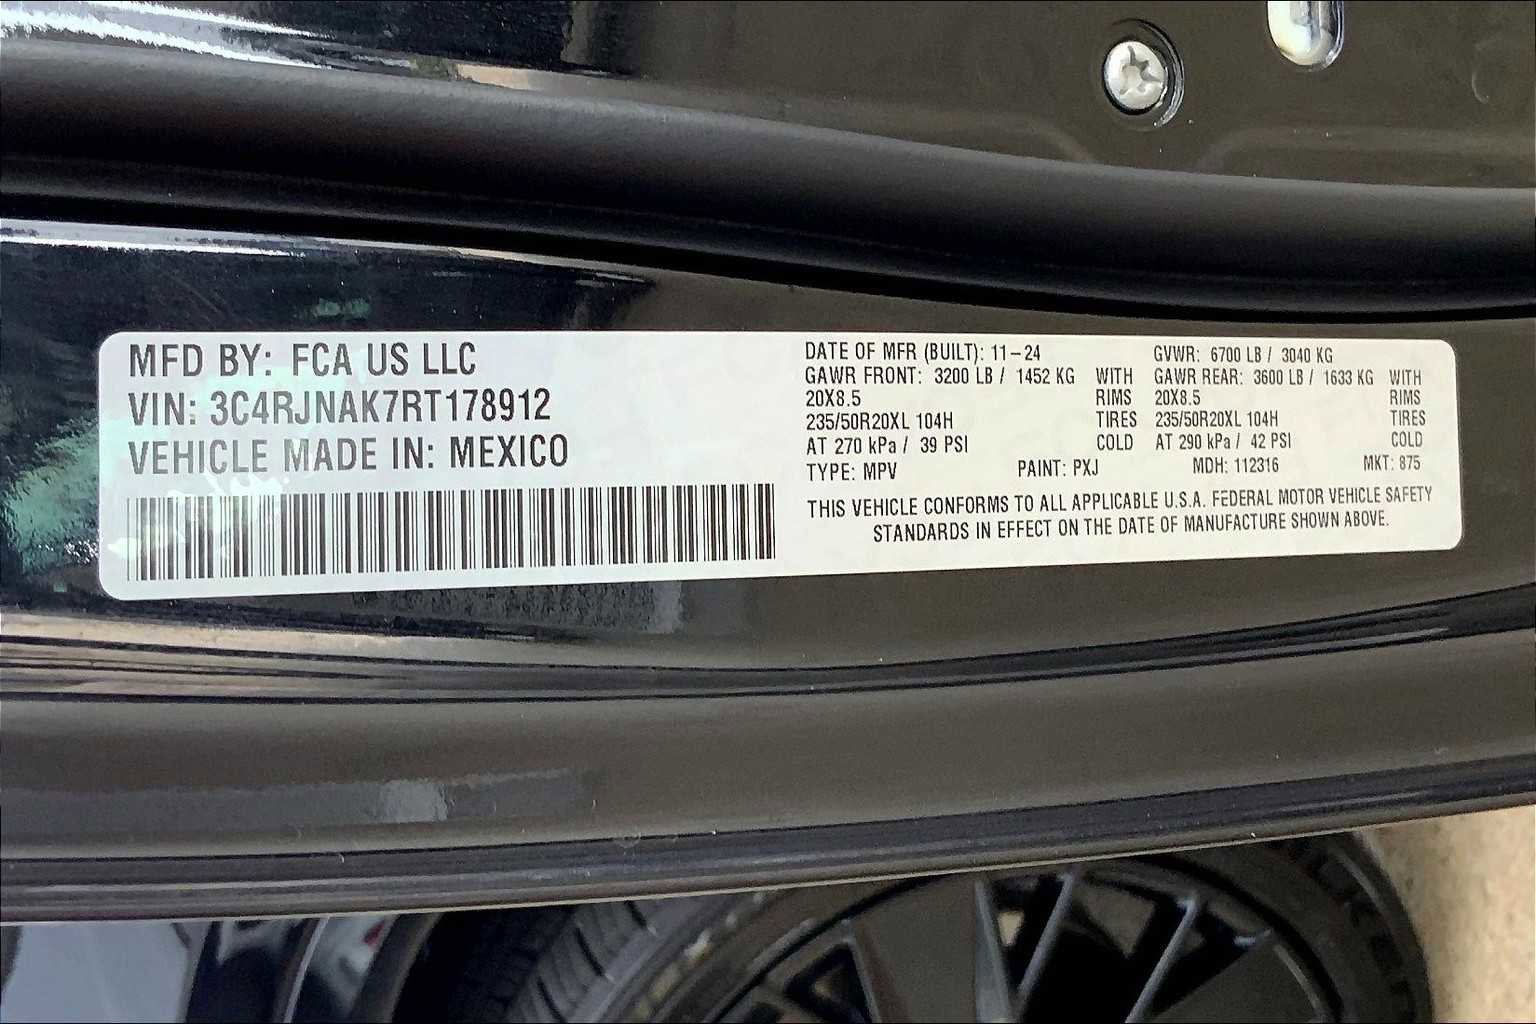 MFD BY: FCA US LLC
VIN: 3C4RJNAK7RT178912
VEHICLE MADE IN: MEXICO
DATE OF MFR (BUILT): 11-24 GVWR: 6700 LB / 3040 KG
GAWR FRONT: 3200 LB / 1452 KG WITH GAWR REAR: 3600 LB / 1633 KG WITH
20X8.5 RIMS 20X8.5 RIMS
235/50R20XL 104H TIRES 235/50R20XL 104H TIRES
AT 270 kPa / 39 PSI COLD AT 290 kPa / 42 PSI COLD
TYPE: MPV PAINT: PXJ MDH: 112316 MKT: 875
THIS VEHICLE CONFORMS TO ALL APPLICABLE U.S.A. FEDERAL MOTOR VEHICLE SAFETY
STANDARDS IN EFFECT ON THE DATE OF MANUFACTURE SHOWN ABOVE.